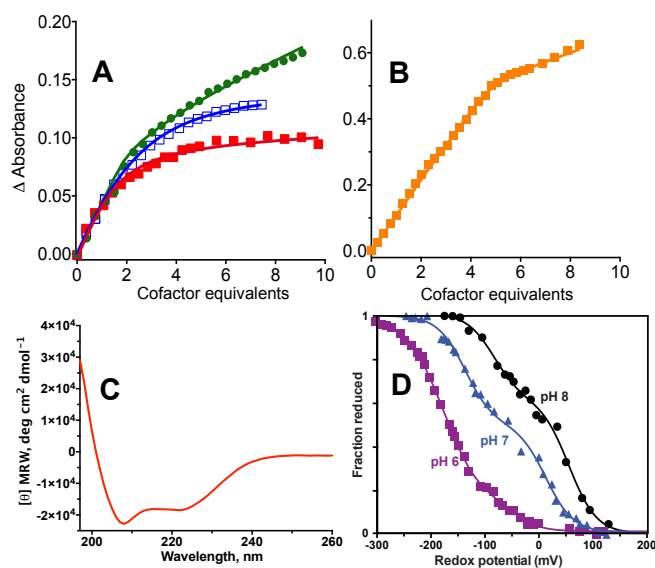 A
Δ Absorbance
0.20
0.15
0.10
0.05
0.00
0 2 4 6 8 10
Cofactor equivalents
B
0.6
0.4
0.2
0.0
0 2 4 6 8 10
Cofactor equivalents
C
[θ] MRW, deg cm² dmol⁻¹
4×10⁴
3×10⁴
2×10⁴
1×10⁴
0
-1×10⁴
-2×10⁴
200 220 240 260
Wavelength, nm
D
Fraction reduced
1
0
pH 8
pH 7
pH 6
-300 -200 -100 0 100 200
Redox potential (mV)